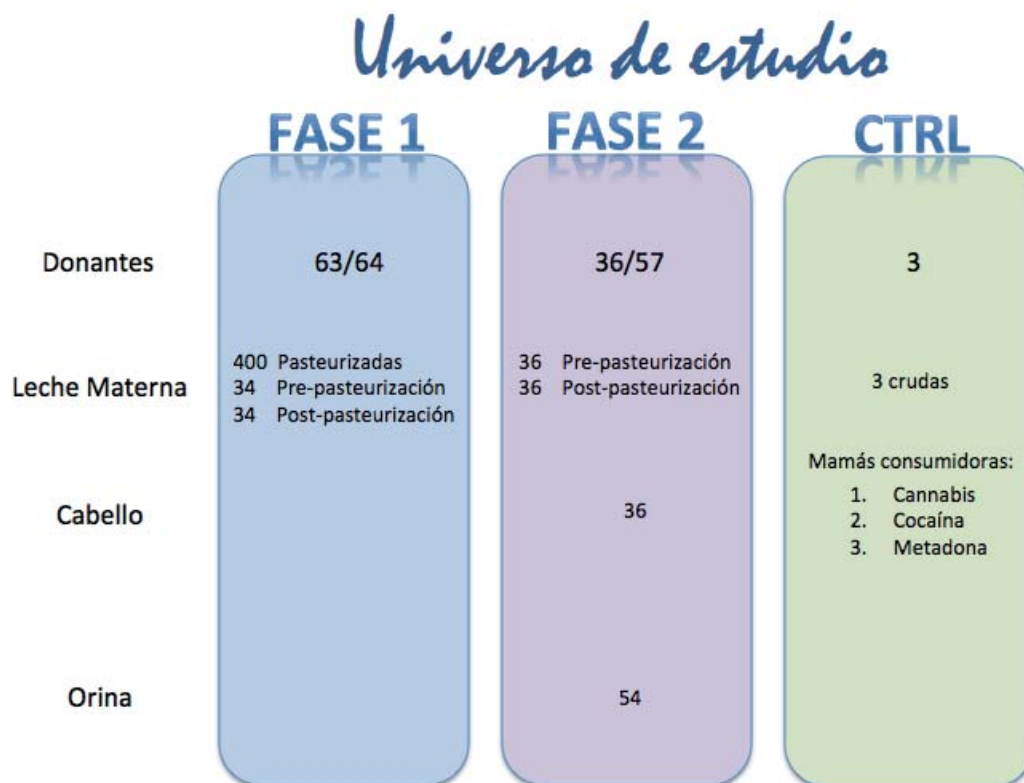 Universo de estudio
FASE 1 FASE 2 CTRL
Donantes 63/64 36/57 3
Leche Materna
400 Pasteurizadas
34 Pre-pasteurización
34 Post-pasteurización
36 Pre-pasteurización
36 Post-pasteurización
3 crudas
Mamás consumidoras:
1. Cannabis
2. Cocaína
3. Metadona
Cabello 36
Orina 54